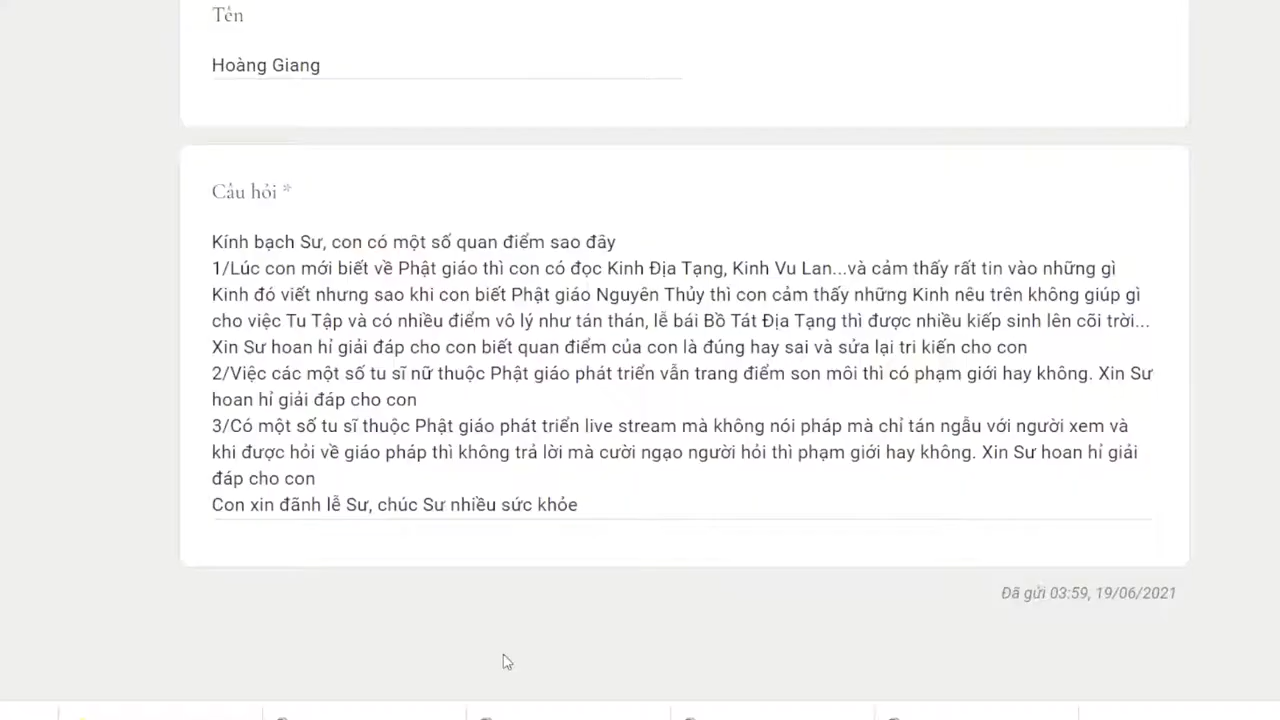 Tên
Hoàng Giang
Câu hỏi *
Kính bạch Sư, con có một số quan điểm sao đây
1/Lúc con mới biết về Phật giáo thì con có đọc Kinh Địa Tạng, Kinh Vu Lan...và cảm thấy rất tin vào những gì
Kinh đó viết nhưng sao khi con biết Phật giáo Nguyên Thủy thì con cảm thấy những Kinh nêu trên không giúp gì
cho việc Tu Tập và có nhiều điểm vô lý như tán thán, lễ bái Bồ Tát Địa Tạng thì được nhiều kiếp sinh lên cõi trời...
Xin Sư hoan hỉ giải đáp cho con biết quan điểm của con là đúng hay sai và sửa lại tri kiến cho con
2/Việc các một số tu sĩ nữ thuộc Phật giáo phát triển vẫn trang điểm son môi thì có phạm giới hay không. Xin Sư
hoan hỉ giải đáp cho con
3/Có một số tu sĩ thuộc Phật giáo phát triển live stream mà không nói pháp mà chỉ tán ngẫu với người xem và
khi được hỏi về giáo pháp thì không trả lời mà cười ngạo người hỏi thì phạm giới hay không. Xin Sư hoan hỉ giải
đáp cho con
Con xin đãnh lễ Sư, chúc Sư nhiều sức khỏe
Đã gửi 03:59, 19/06/2021